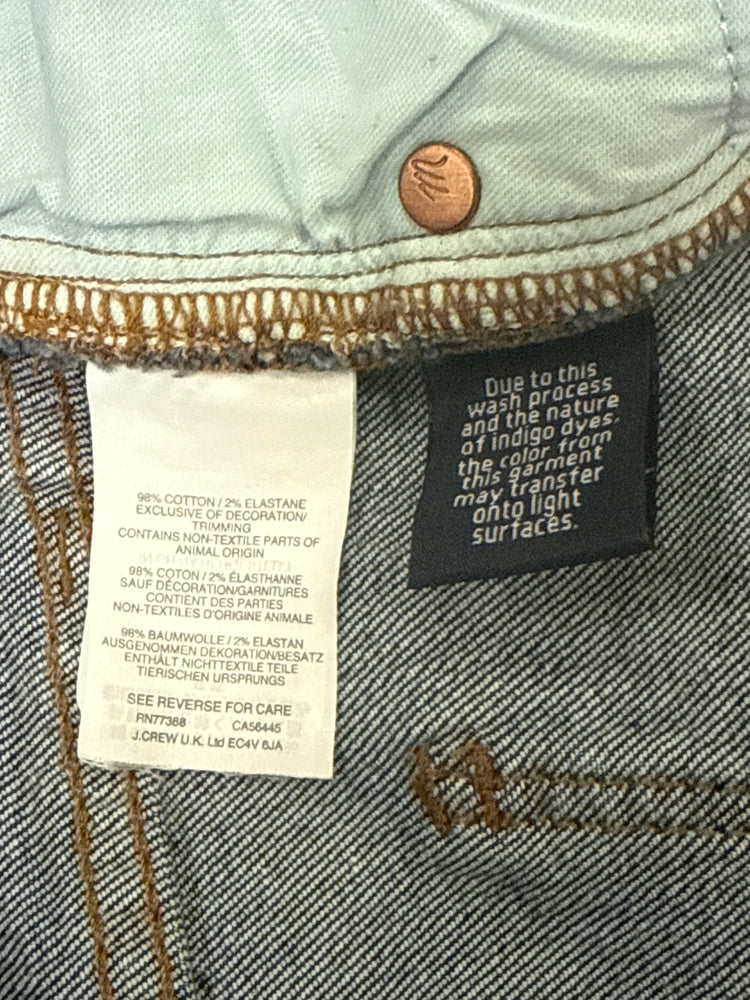 98% COTTON / 2% ELASTANE
EXCLUSIVE OF DECORATION/
TRIMMING
CONTAINS NON-TEXTILE PARTS OF
ANIMAL ORIGIN
98% COTON / 2% ÉLASTHANNE
SAUF DÉCORATION/GARNITURES
CONTIENT DES PARTIES
NON-TEXTILES D'ORIGINE ANIMALE
98% BAUMWOLLE / 2% ELASTAN
AUSGENOMMEN DEKORATION/BESATZ
ENTHÄLT NICHTTEXTILE TEILE
TIERISCHEN URSPRUNGS
SEE REVERSE FOR CARE
RN77388 CA56445
J.CREW U.K. Ltd EC4V 6JA
Due to this
wash process
and the nature
of indigo dyes,
the color from
this garment
may transfer
onto light
surfaces.